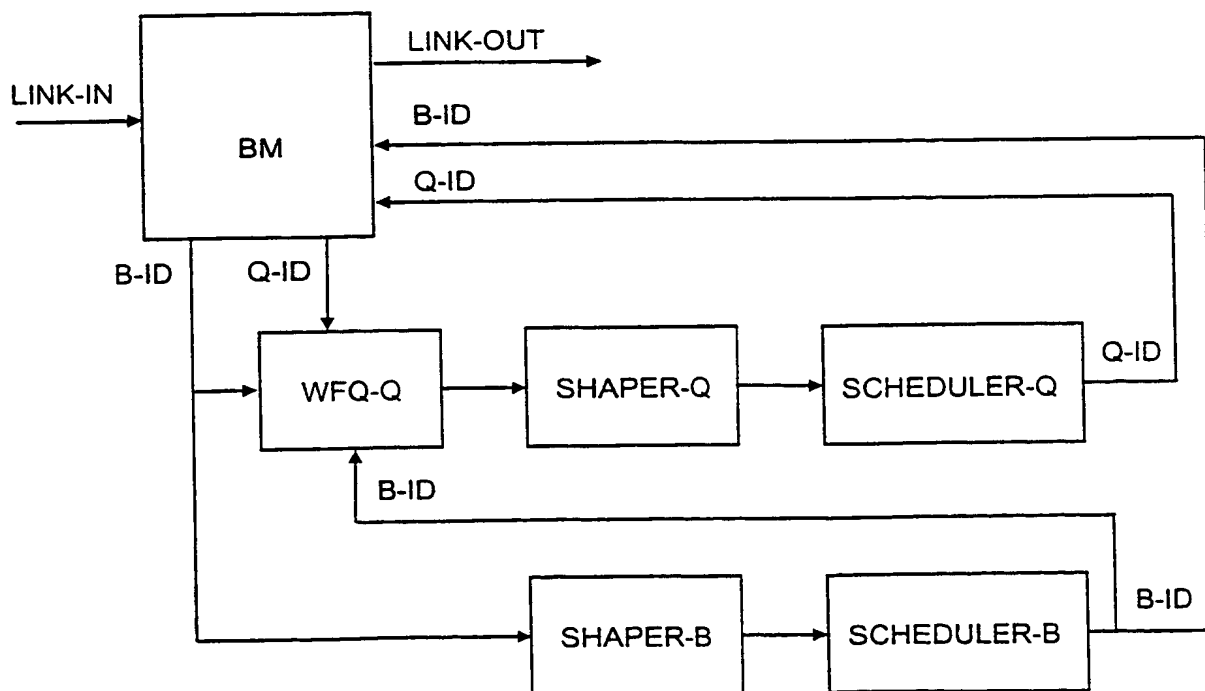 LINK-OUT
LINK-IN
B-ID
BM
Q-ID
B-ID
Q-ID
Q-ID
WFQ-Q
SHAPER-Q
SCHEDULER-Q
B-ID
B-ID
SHAPER-B
SCHEDULER-B